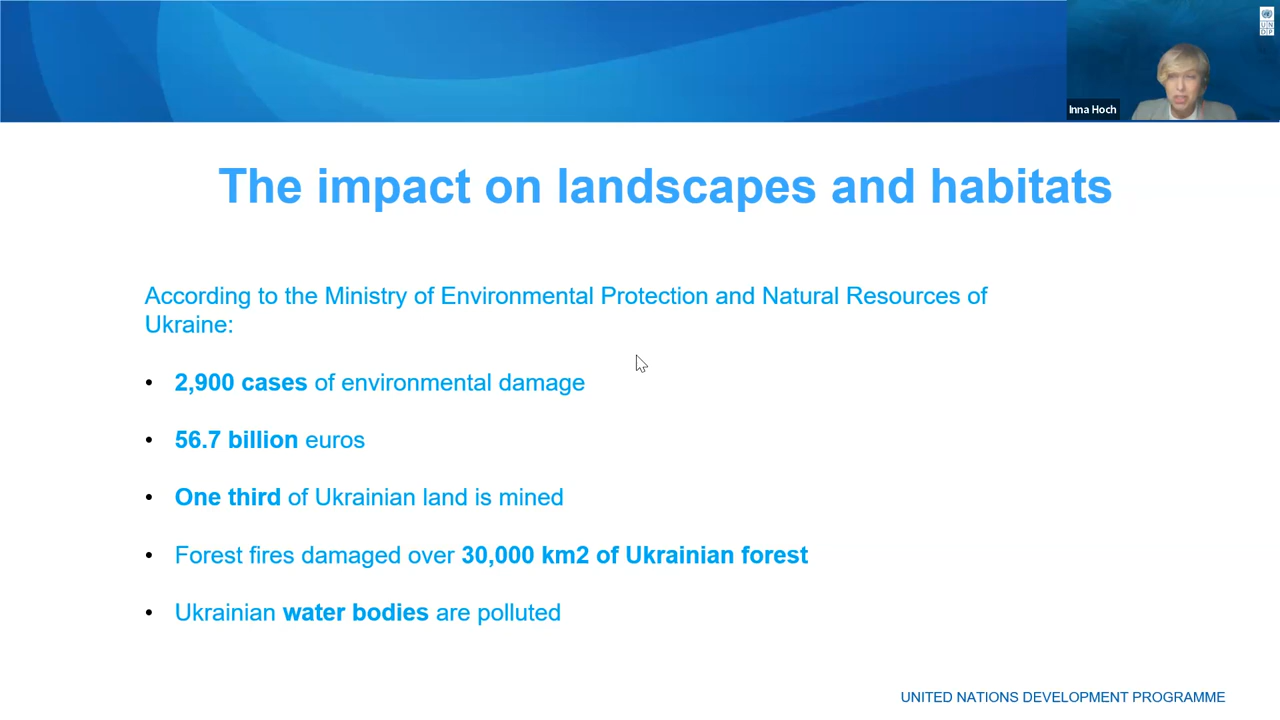 UN
DP
Inna Hoch
The impact on landscapes and habitats
According to the Ministry of Environmental Protection and Natural Resources of
Ukraine:
• 2,900 cases of environmental damage
• 56.7 billion euros
• One third of Ukrainian land is mined
• Forest fires damaged over 30,000 km2 of Ukrainian forest
• Ukrainian water bodies are polluted
UNITED NATIONS DEVELOPMENT PROGRAMME